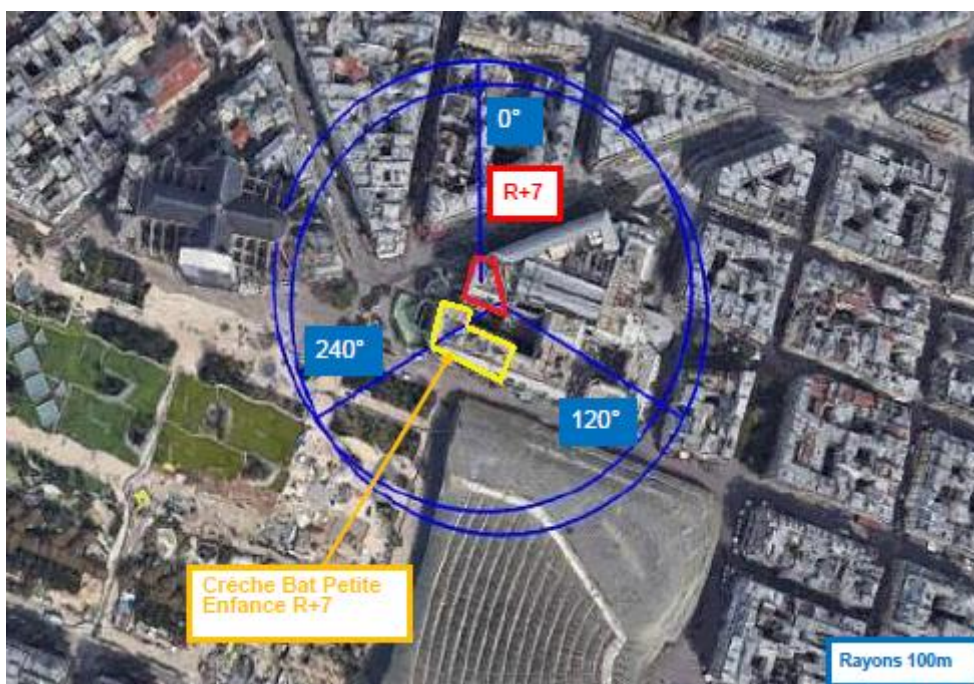 0°
R+7
240°
120°
Crèche Bat Petite
Enfance R+7
Rayons 100m